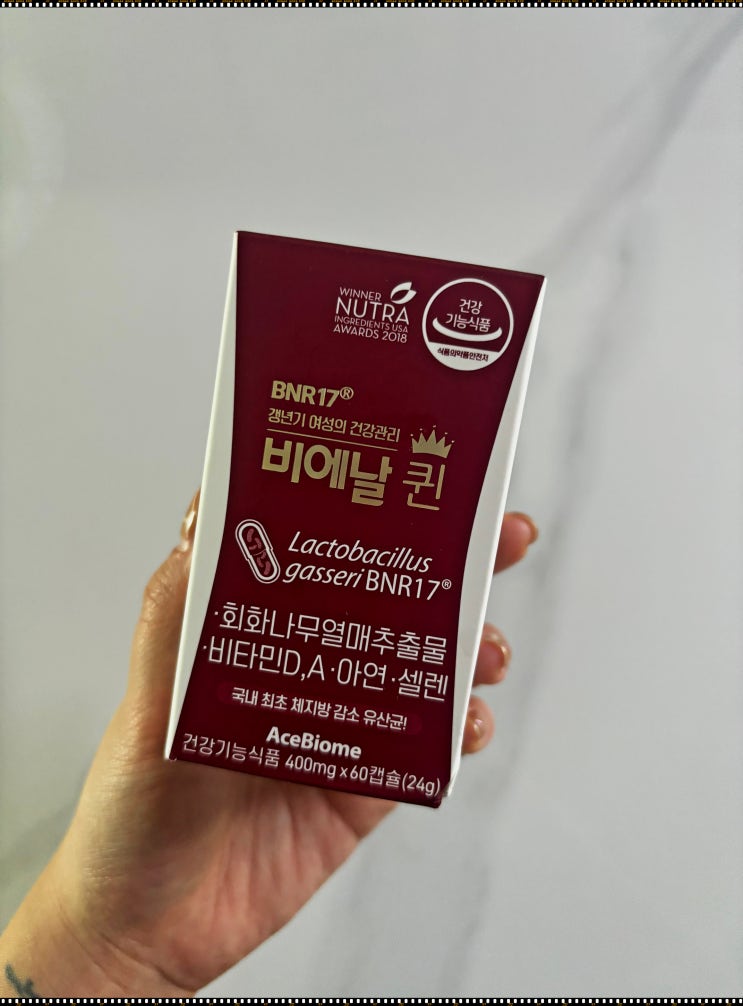 WINNER
NUTRA
INGREDIENTS USA
AWARDS 2018
건강
기능식품
식품의약품안전처
BNR17®
갱년기 여성의 건강관리
비에날 퀸
Lactobacillus
gasseri BNR17®
·회화나무열매추출물
·비타민D,A·아연·셀렌
국내 최초 체지방 감소 유산균!
AceBiome
건강기능식품 400mg x 60캡슐(24g)